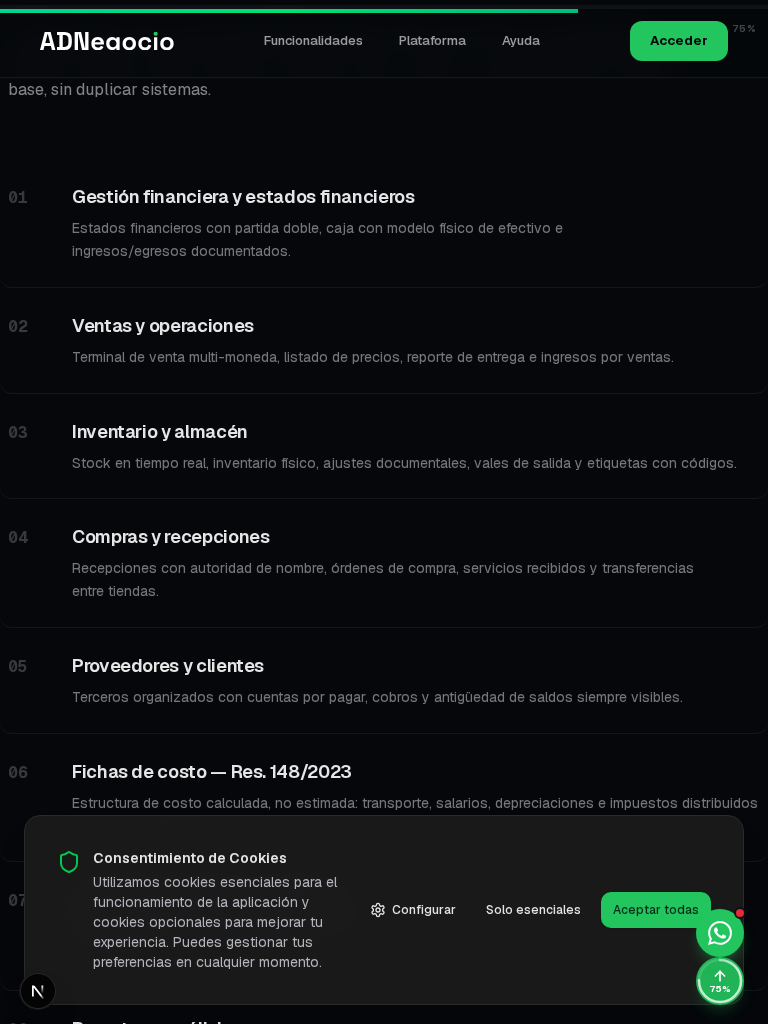 ADNegocio
Funcionalidades
Plataforma
Ayuda
Acceder
75%
base, sin duplicar sistemas.
01
Gestión financiera y estados financieros
Estados financieros con partida doble, caja con modelo físico de efectivo e
ingresos/egresos documentados.
02
Ventas y operaciones
Terminal de venta multi-moneda, listado de precios, reporte de entrega e ingresos por ventas.
03
Inventario y almacén
Stock en tiempo real, inventario físico, ajustes documentales, vales de salida y etiquetas con códigos.
04
Compras y recepciones
Recepciones con autoridad de nombre, órdenes de compra, servicios recibidos y transferencias
entre tiendas.
05
Proveedores y clientes
Terceros organizados con cuentas por pagar, cobros y antigüedad de saldos siempre visibles.
06
Fichas de costo — Res. 148/2023
Estructura de costo calculada, no estimada: transporte, salarios, depreciaciones e impuestos distribuidos
07
Consentimiento de Cookies
Utilizamos cookies esenciales para el
funcionamiento de la aplicación y
cookies opcionales para mejorar tu
experiencia. Puedes gestionar tus
preferencias en cualquier momento.
Configurar
Solo esenciales
Aceptar todas
75%
N